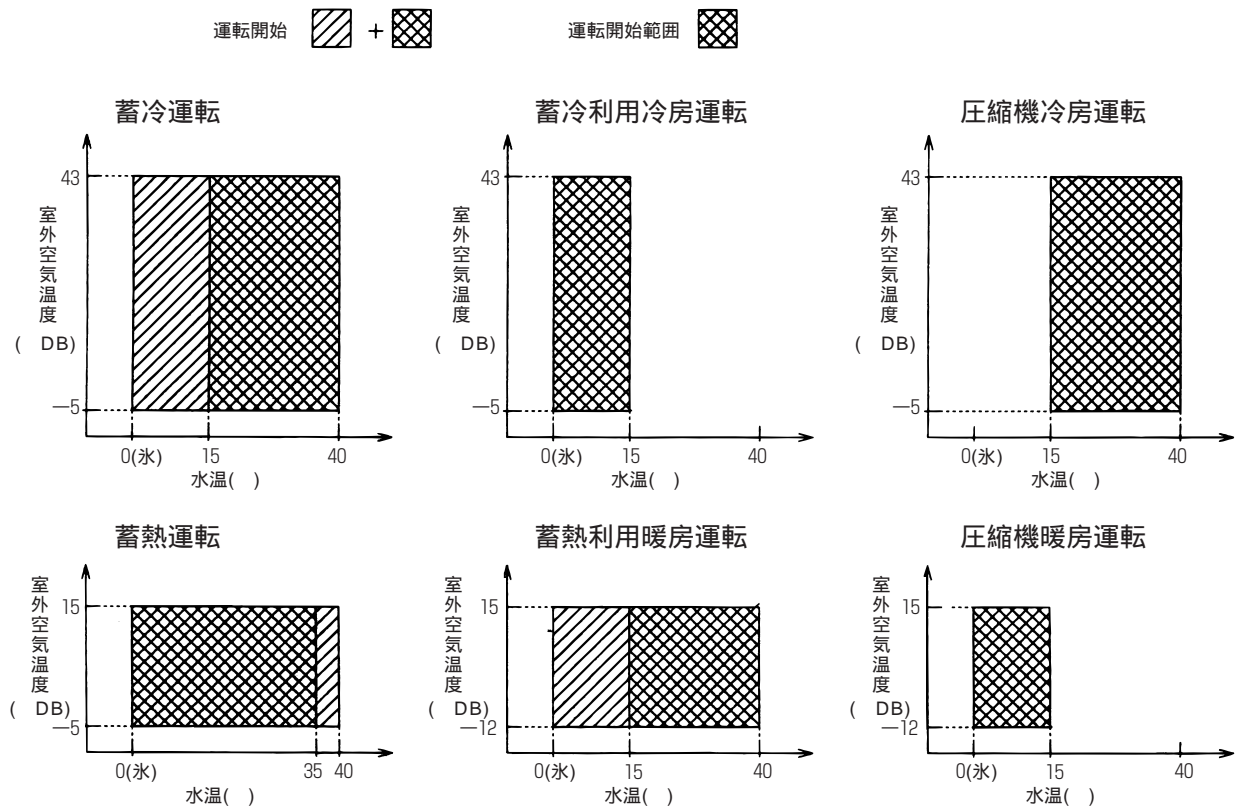 運転開始 + 運転開始範囲
蓄冷運転
43
室外空気温度
( DB)
—5
0(氷) 15 40
水温( )
蓄冷利用冷房運転
43
室外空気温度
( DB)
—5
0(氷) 15 40
水温( )
圧縮機冷房運転
43
室外空気温度
( DB)
—5
0(氷) 15 40
水温( )
蓄熱運転
15
室外空気温度
( DB)
—5
0(氷) 35 40
水温( )
蓄熱利用暖房運転
15
室外空気温度
( DB)
—12
0(氷) 15 40
水温( )
圧縮機暖房運転
15
室外空気温度
( DB)
—12
0(氷) 15 40
水温( )